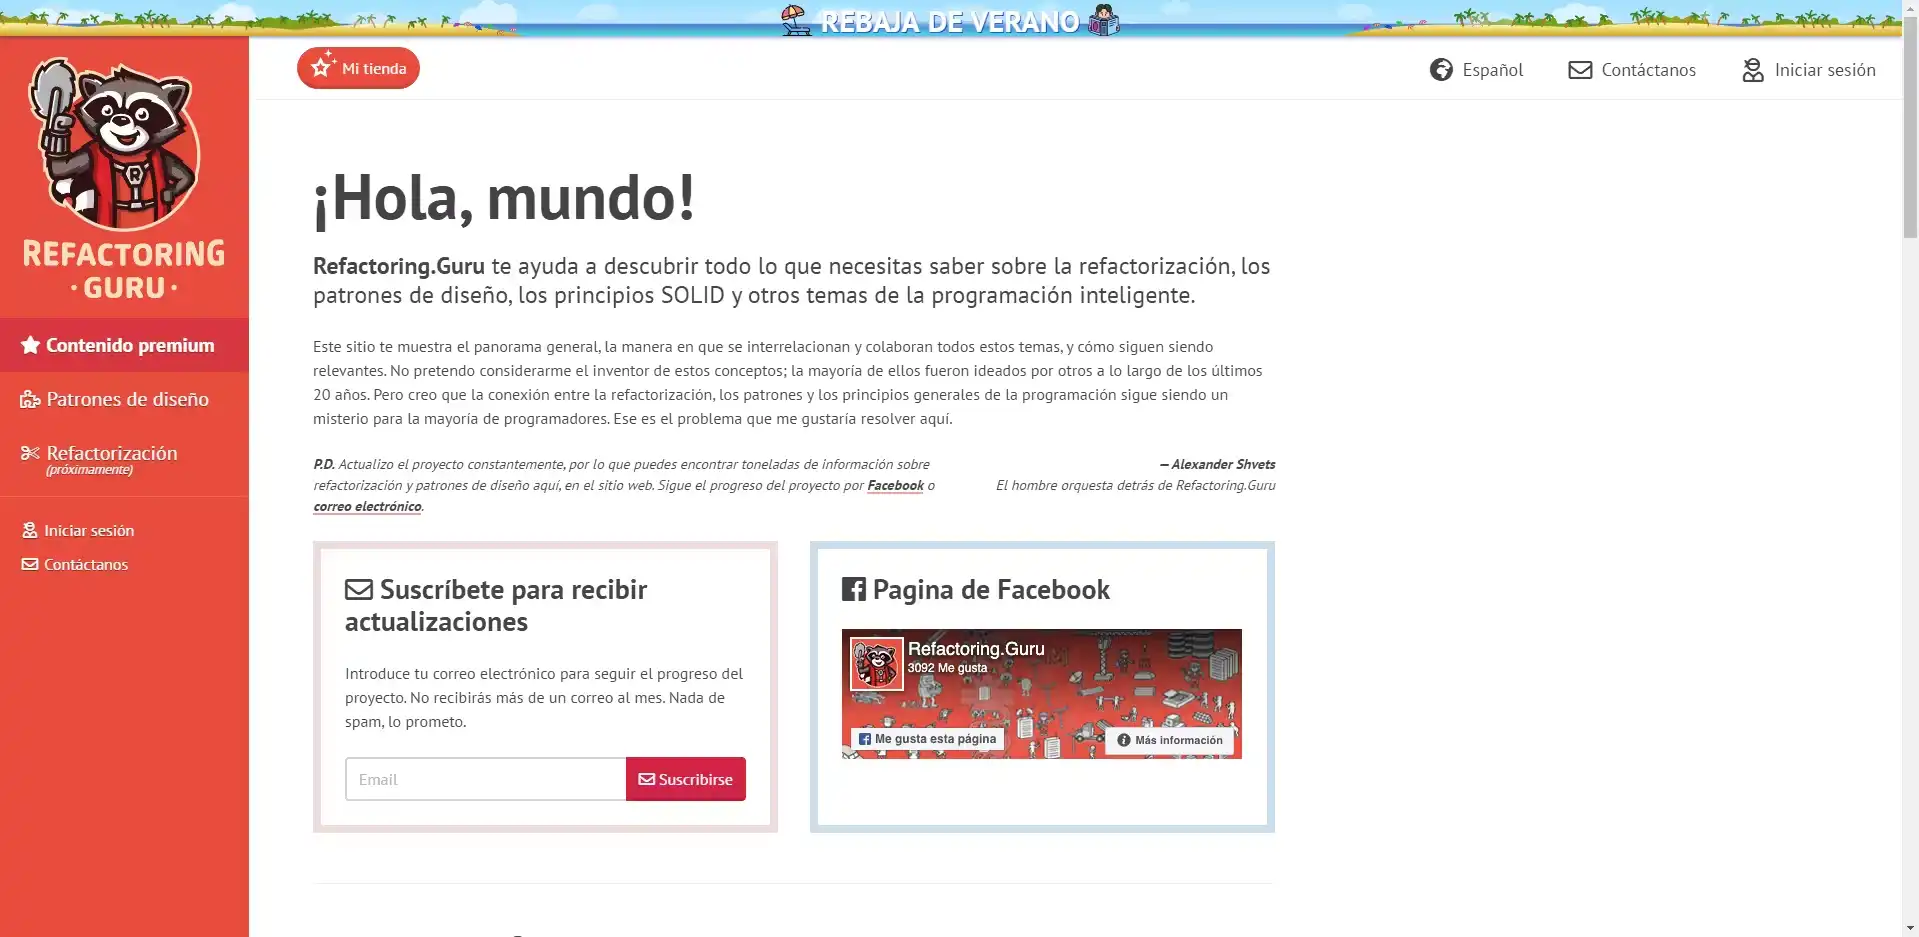 REBAJA DE VERANO
Mi tienda
Español
Contáctanos
Iniciar sesión
R
REFACTORING
· GURU ·
Contenido premium
Patrones de diseño
Refactorización
(próximamente)
Iniciar sesión
Contáctanos
¡Hola, mundo!
Refactoring.Guru te ayuda a descubrir todo lo que necesitas saber sobre la refactorización, los
patrones de diseño, los principios SOLID y otros temas de la programación inteligente.
Este sitio te muestra el panorama general, la manera en que se interrelacionan y colaboran todos estos temas, y cómo siguen siendo
relevantes. No pretendo considerarme el inventor de estos conceptos; la mayoría de ellos fueron ideados por otros a lo largo de los últimos
20 años. Pero creo que la conexión entre la refactorización, los patrones y los principios generales de la programación sigue siendo un
misterio para la mayoría de programadores. Ese es el problema que me gustaría resolver aquí.
P.D. Actualizo el proyecto constantemente, por lo que puedes encontrar toneladas de información sobre
refactorización y patrones de diseño aquí, en el sitio web. Sigue el progreso del proyecto por Facebook o
correo electrónico.
— Alexander Shvets
El hombre orquesta detrás de Refactoring.Guru
Suscríbete para recibir
actualizaciones
Introduce tu correo electrónico para seguir el progreso del
proyecto. No recibirás más de un correo al mes. Nada de
spam, lo prometo.
Email
Suscribirse
Pagina de Facebook
Refactoring.Guru
3092 Me gusta
Me gusta esta página
Más información